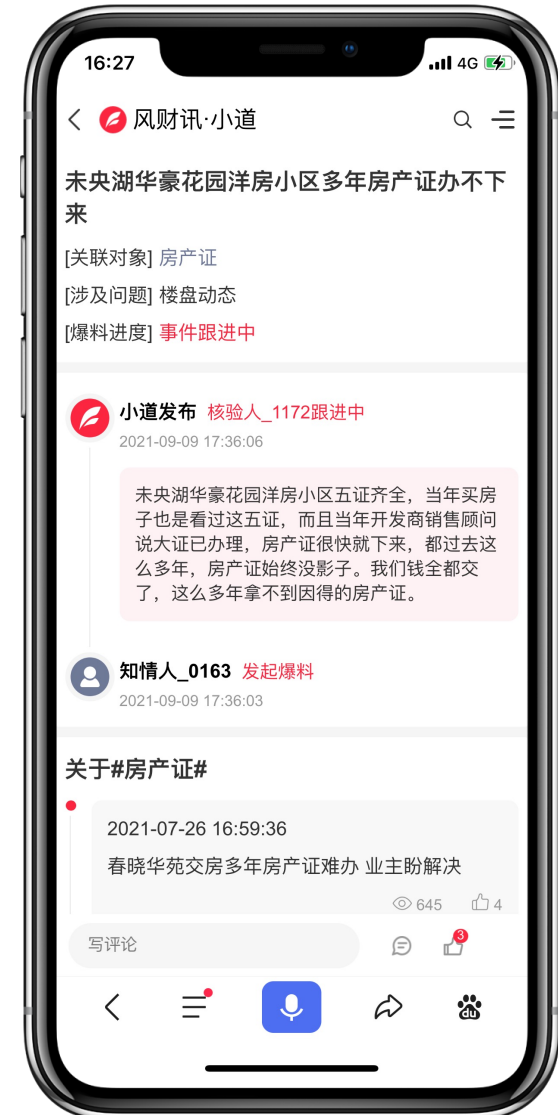 16:27
4G
风财讯·小道
未央湖华豪花园洋房小区多年房产证办不下
来
[关联对象] 房产证
[涉及问题] 楼盘动态
[爆料进度] 事件跟进中
小道发布 核验人_1172跟进中
2021-09-09 17:36:06
未央湖华豪花园洋房小区五证齐全，当年买房
子也是看过这五证，而且当年开发商销售顾问
说大证已办理，房产证很快就下来，都过去这
么多年，房产证始终没影子。我们钱全都交
了，这么多年拿不到因得的房产证。
知情人_0163 发起爆料
2021-09-09 17:36:03
关于#房产证#
2021-07-26 16:59:36
春晓华苑交房多年房产证难办 业主盼解决
645 4
写评论
3
du